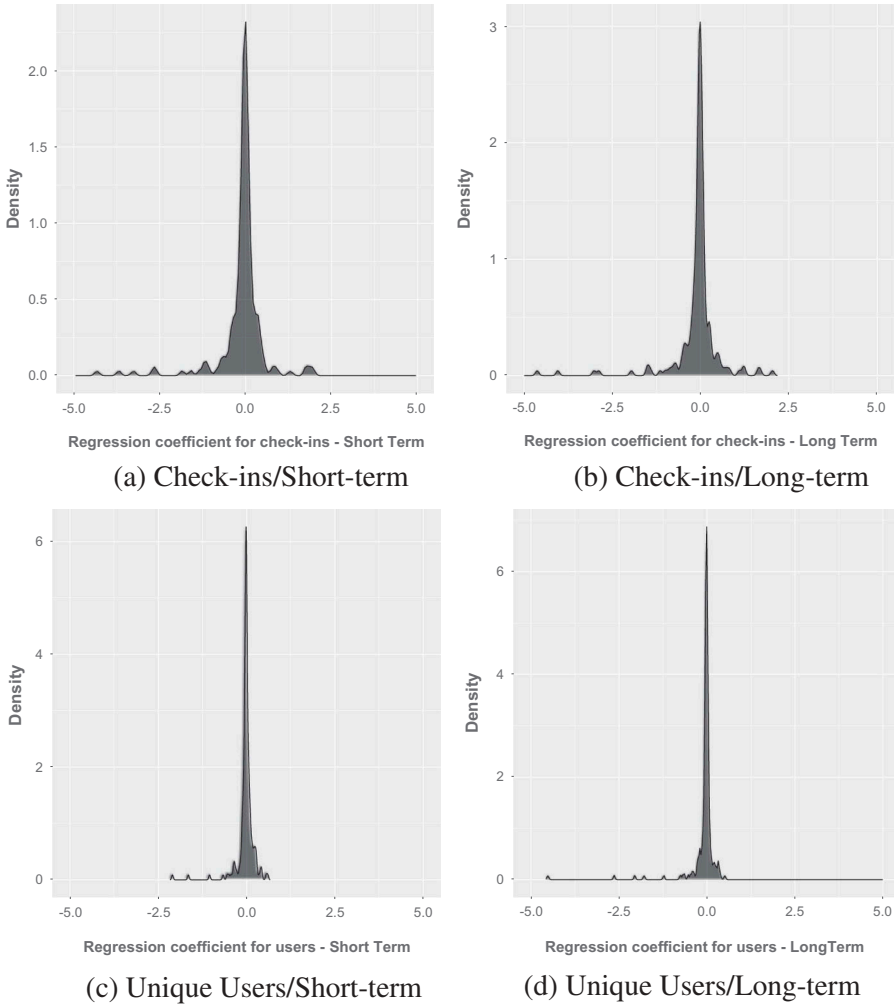 2.0
1.5
1.0
0.5
0.0
Density
-5.0 -2.5 0.0 2.5 5.0
Regression coefficient for check-ins - Short Term
(a) Check-ins/Short-term
3
2
1
0
Density
-5.0 -2.5 0.0 2.5 5.0
Regression coefficient for check-ins - Long Term
(b) Check-ins/Long-term
6
4
2
0
Density
-5.0 -2.5 0.0 2.5 5.0
Regression coefficient for users - Short Term
(c) Unique Users/Short-term
6
4
2
0
Density
-5.0 -2.5 0.0 2.5 5.0
Regression coefficient for users - LongTerm
(d) Unique Users/Long-term